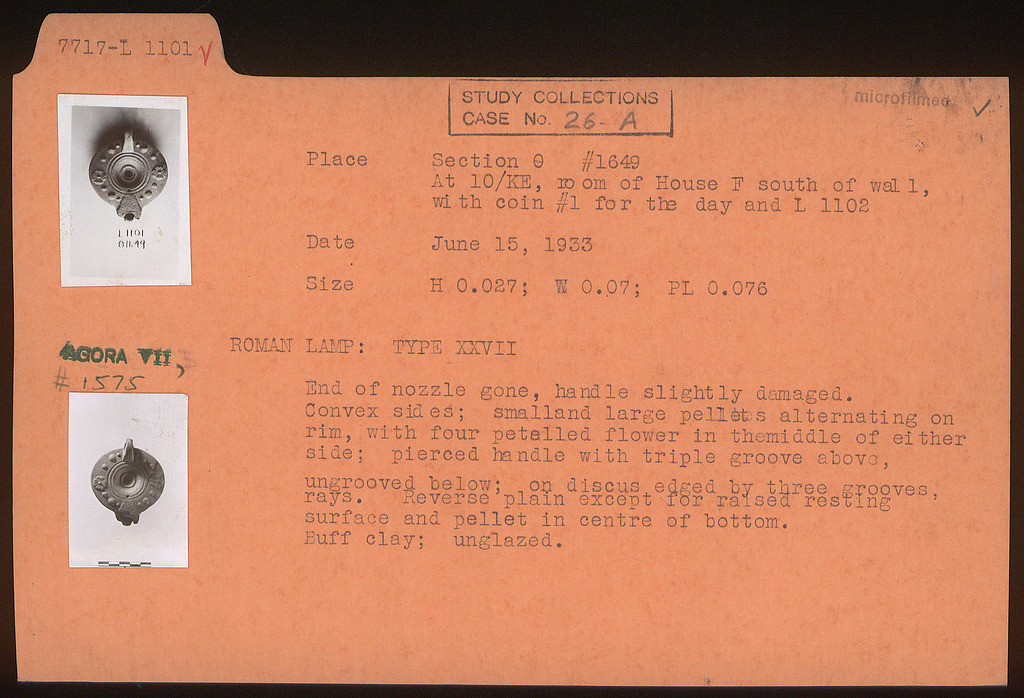 7717-L 1101 √
STUDY COLLECTIONS
CASE No. 26-A
microfilmed ✓
Place Section θ #1649
At 10/KE, room of House F south of wall,
with coin #1 for the day and L 1102
L 1101
Date June 15, 1933
Size H 0.027; W 0.07; PL 0.076
AGORA VII,
# 1575
ROMAN LAMP: TYPE XXVII
End of nozzle gone, handle slightly damaged.
Convex sides; smalland large pellets alternating on
rim, with four petalled flower in themiddle of either
side; pierced handle with triple groove above,
ungrooved below; on discus edged by three grooves,
rays. Reverse plain except for raised resting
surface and pellet in centre of bottom.
Buff clay; unglazed.